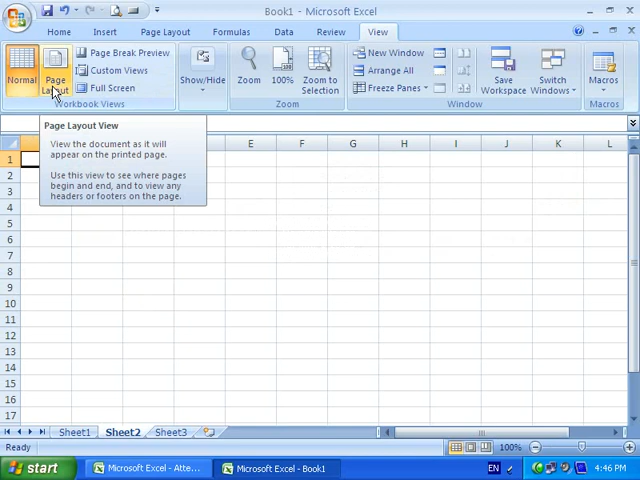 Book1 - Microsoft Excel
Home Insert Page Layout Formulas Data Review View
Normal
Page Layout
Page Break Preview
Custom Views
Full Screen
Workbook Views
Show/Hide
Zoom
100%
Zoom to Selection
Zoom
New Window
Arrange All
Freeze Panes
Save Workspace
Switch Windows
Window
Macros
Macros
Page Layout View
View the document as it will
appear on the printed page.
Use this view to see where pages
begin and end, and to view any
headers or footers on the page.
E F G H I J K L
1
2
3
4
5
6
7
8
9
10
11
12
13
14
15
16
17
Sheet1 Sheet2 Sheet3
Ready 100%
start Microsoft Excel - Atte... Microsoft Excel - Book1 EN 4:46 PM